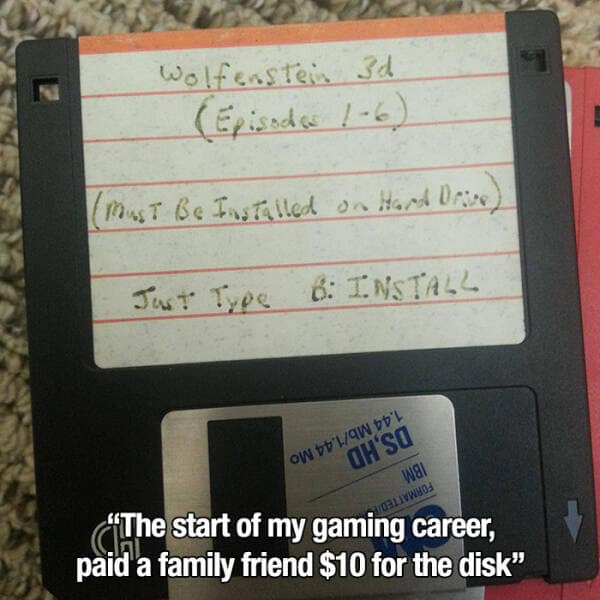 Wolfenstein 3d
(Episodes 1-6)
(Must Be Installed on Hard Drive)
Just Type B: INSTALL
1.44 Mb/1.44 Mo
DS,HD
IBM
FORMATTED
“The start of my gaming career,
paid a family friend $10 for the disk”